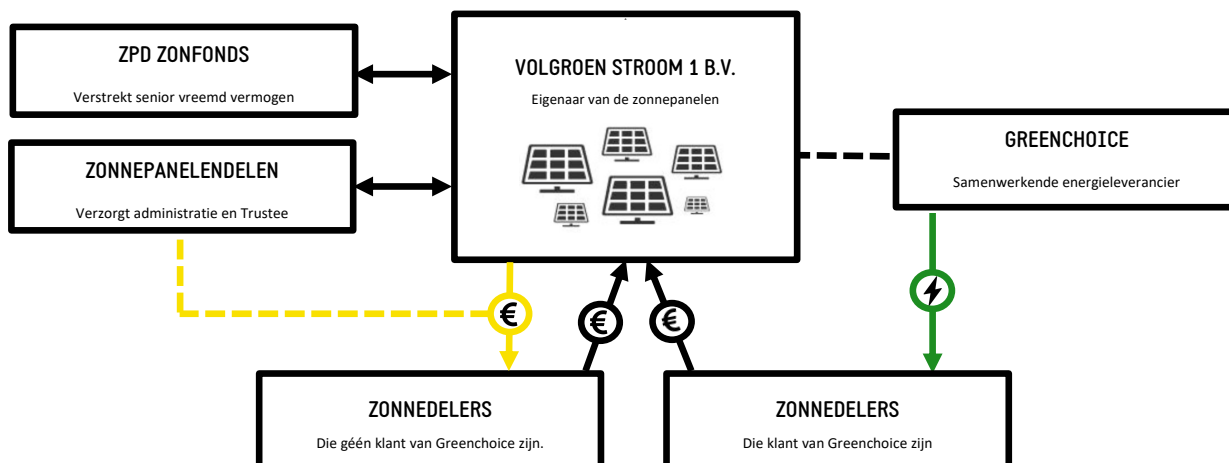 ZPD ZONFONDS
Verstrekt senior vreemd vermogen
ZONNEPANELENDELEN
Verzorgt administratie en Trustee
VOLGROEN STROOM 1 B.V.
Eigenaar van de zonnepanelen
GREENCHOICE
Samenwerkende energieleverancier
€
€
€
ZONNEDELERS
Die géén klant van Greenchoice zijn.
ZONNEDELERS
Die klant van Greenchoice zijn